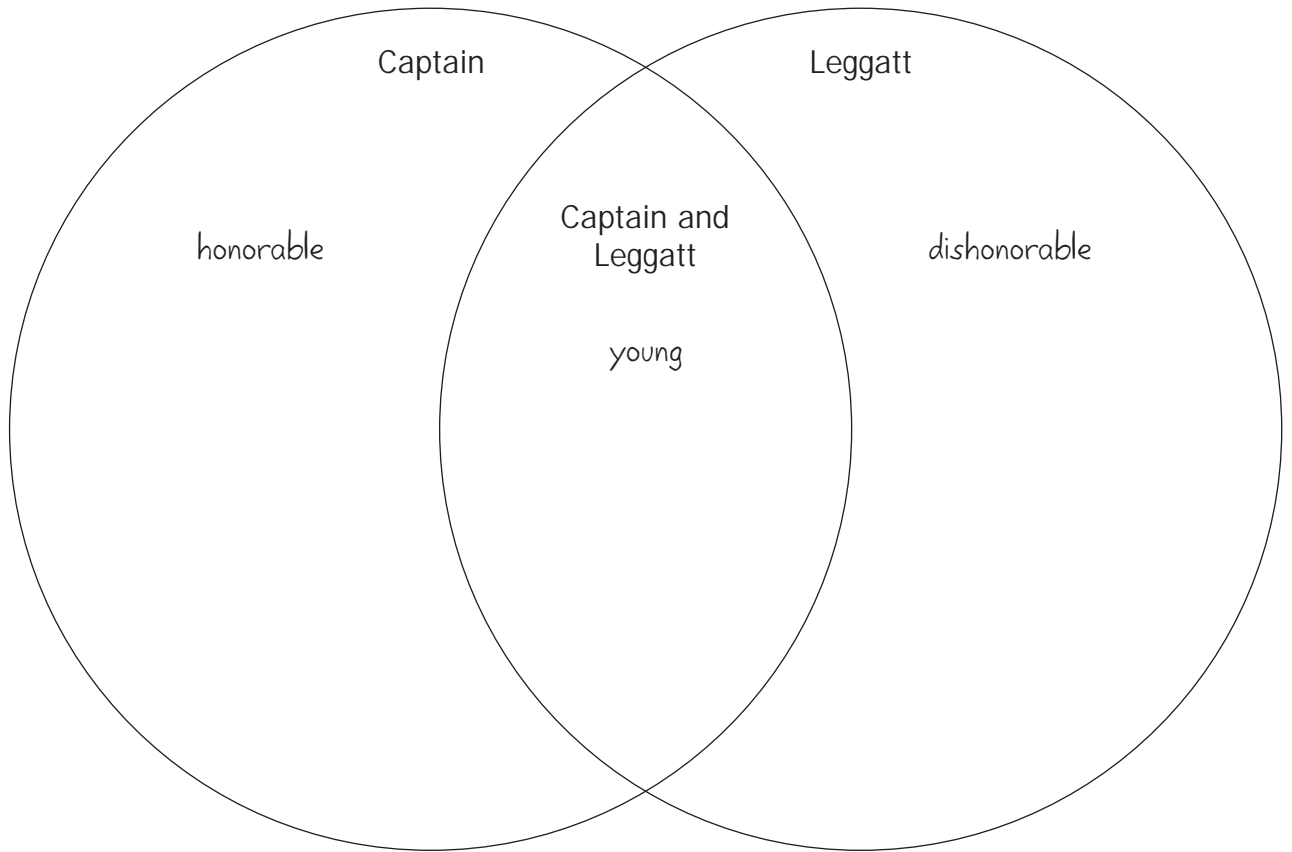 Captain
Leggatt
Captain and
Leggatt
honorable
dishonorable
young